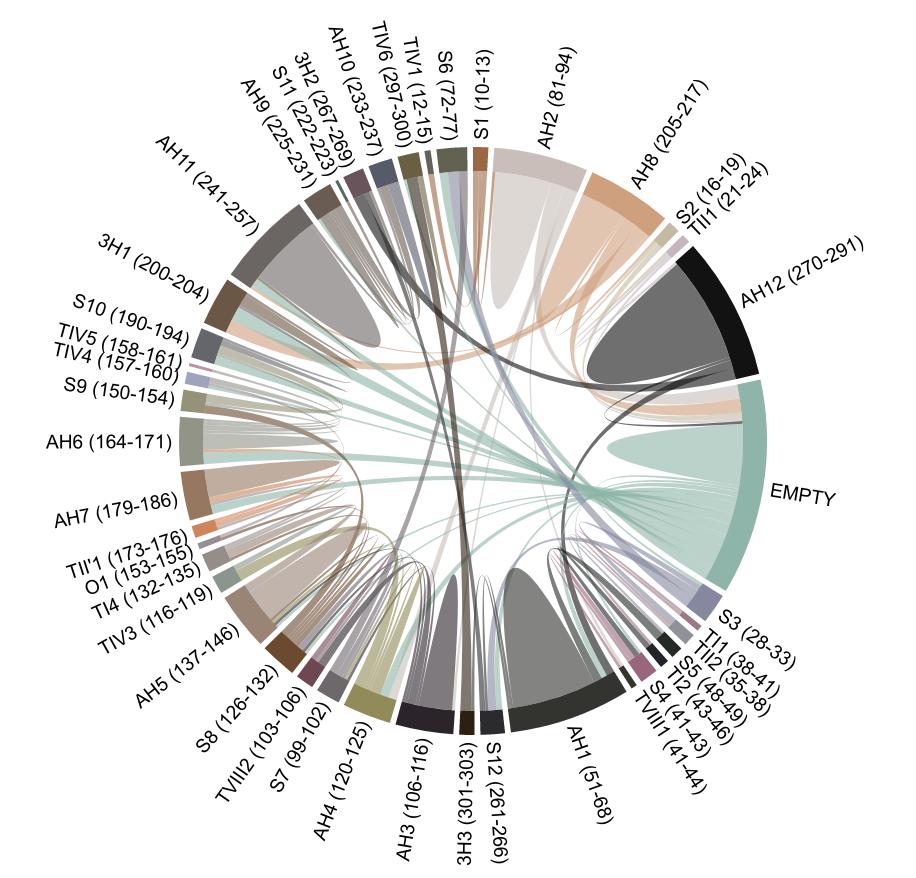 S1 (10-13)
AH2 (81-94)
AH8 (205-217)
S2 (16-19)
TII1 (21-24)
AH12 (270-291)
EMPTY
S3 (28-33)
TI1 (38-41)
TII2 (35-38)
S5 (48-49)
TI2 (43-46)
S4 (41-43)
TVIII1 (41-44)
AH1 (51-68)
S12 (261-266)
3H3 (301-303)
AH3 (106-116)
AH4 (120-125)
S7 (99-102)
TVIII2 (103-106)
S8 (126-132)
AH5 (137-146)
TIV3 (116-119)
TI4 (132-135)
O1 (153-155)
TII'1 (173-176)
AH7 (179-186)
AH6 (164-171)
S9 (150-154)
TIV4 (157-160)
TIV5 (158-161)
S10 (190-194)
3H1 (200-204)
AH11 (241-257)
AH9 (225-231)
S11 (222-223)
3H2 (267-269)
AH10 (233-237)
TIV6 (297-300)
TIV1 (12-15)
S6 (72-77)